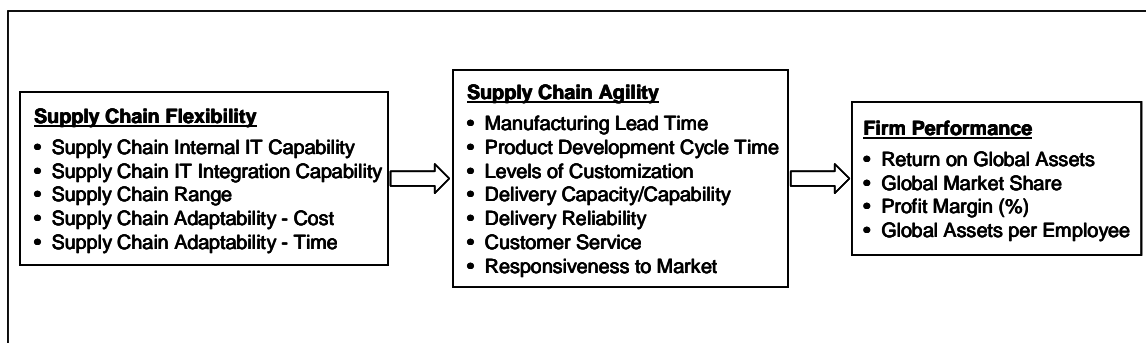 Supply Chain Flexibility
• Supply Chain Internal IT Capability
• Supply Chain IT Integration Capability
• Supply Chain Range
• Supply Chain Adaptability - Cost
• Supply Chain Adaptability - Time
Supply Chain Agility
• Manufacturing Lead Time
• Product Development Cycle Time
• Levels of Customization
• Delivery Capacity/Capability
• Delivery Reliability
• Customer Service
• Responsiveness to Market
Firm Performance
• Return on Global Assets
• Global Market Share
• Profit Margin (%)
• Global Assets per Employee